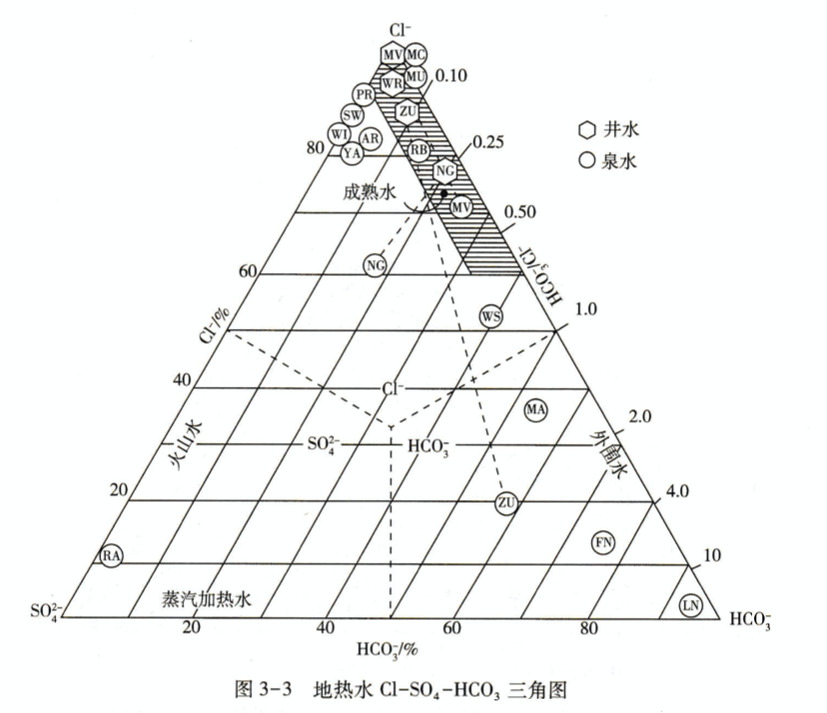 Cl⁻
MV MC
WR MU
0.10
PR
SW
ZU
井水
WI AR
YA
RB
0.25
泉水
80
NG
成熟水
MV
0.50
NG
60
HCO₃⁻/Cl⁻
WS
1.0
Cl⁻/%
40
Cl⁻
MA
2.0
火山水
SO₄²⁻
HCO₃⁻
外围水
20
ZU
4.0
RA
FN
10
蒸汽加热水
LN
SO₄²⁻
HCO₃⁻
20 40 60 80
HCO₃⁻/%
图 3-3 地热水 Cl-SO₄-HCO₃ 三角图